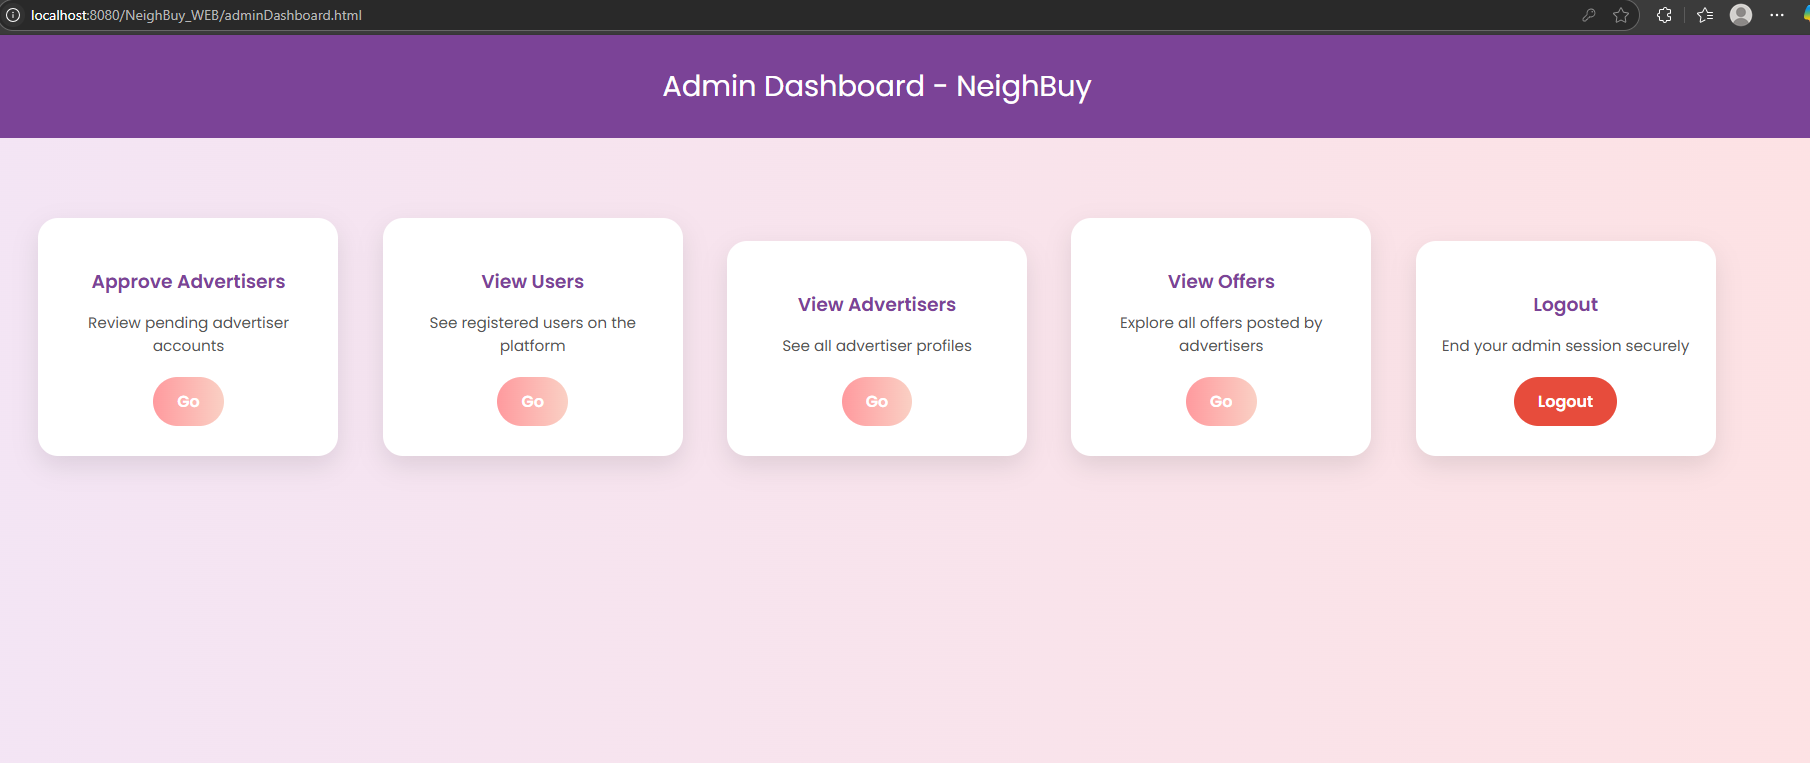 localhost:8080/NeighBuy_WEB/adminDashboard.html
Admin Dashboard - NeighBuy
Approve Advertisers
Review pending advertiser
accounts
Go
View Users
See registered users on the
platform
Go
View Advertisers
See all advertiser profiles
Go
View Offers
Explore all offers posted by
advertisers
Go
Logout
End your admin session securely
Logout